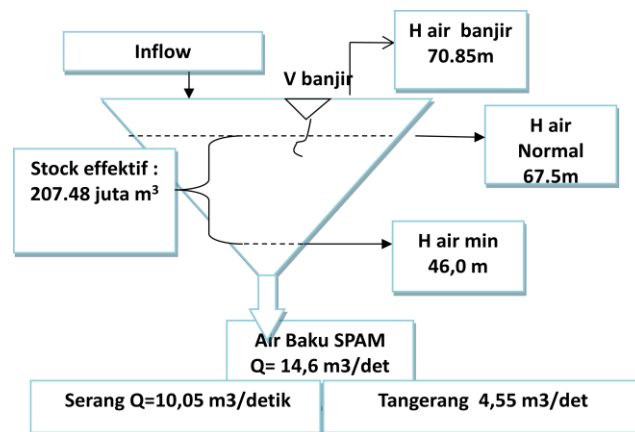 Inflow
V banjir
H air banjir
70.85m
H air
Normal
67.5m
Stock effektif :
207.48 juta m³
H air min
46,0 m
Air Baku SPAM
Q= 14,6 m3/det
Serang Q=10,05 m3/detik
Tangerang 4,55 m3/det